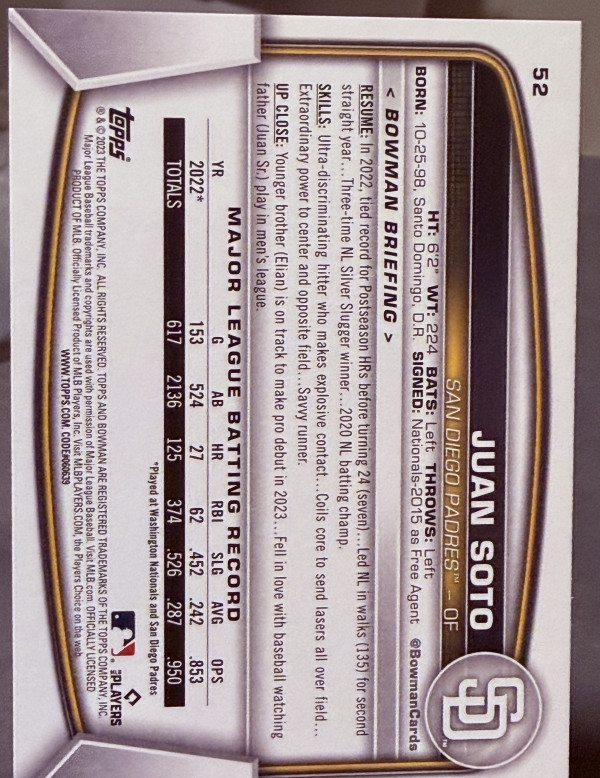 52
JUAN SOTO
SAN DIEGO PADRES™ – OF
SD™
HT: 6'2" WT: 224 BATS: Left THROWS: Left
BORN: 10-25-98, Santo Domingo, D.R. SIGNED: Nationals-2015 as Free Agent @BowmanCards
< BOWMAN BRIEFING >
RESUME: In 2022, tied record for Postseason HRs before turning 24 (seven)...Led NL in walks (135) for second
straight year...Three-time NL Silver Slugger winner...2020 NL batting champ.
SKILLS: Ultra-discriminating hitter who makes explosive contact...Coils core to send lasers all over field...
Extraordinary power to center and opposite field...Savvy runner.
UP CLOSE: Younger brother (Elian) is on track to make pro debut in 2023...Fell in love with baseball watching
father (Juan Sr.) play in men's league.
MAJOR LEAGUE BATTING RECORD
YR G AB HR RBI SLG AVG OPS
2022* 153 524 27 62 .452 .242 .853
TOTALS 617 2136 125 374 .526 .287 .950
*Played at Washington Nationals and San Diego Padres
topps®
® & © 2023 THE TOPPS COMPANY, INC. ALL RIGHTS RESERVED. TOPPS AND BOWMAN ARE REGISTERED TRADEMARKS OF THE TOPPS COMPANY, INC.
Major League Baseball trademarks and copyrights are used with permission of Major League Baseball. Visit MLB.com. OFFICIALLY LICENSED
PRODUCT OF MLB Players, Inc. Visit MLBPLAYERS.COM, the Players Choice on the web.
WWW.TOPPS.COM. CODE#060639
MLB PLAYERS